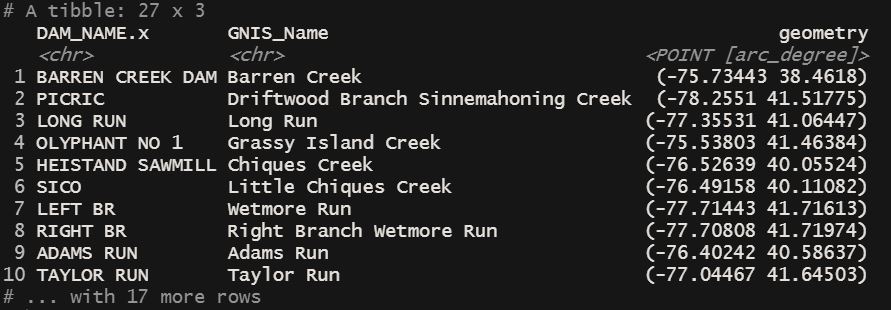 # A tibble: 27 x 3
DAM_NAME.x GNIS_Name geometry
<chr> <chr> <POINT [arc_degree]>
1 BARREN CREEK DAM Barren Creek (-75.73443 38.4618)
2 PICRIC Driftwood Branch Sinnemahoning Creek (-78.2551 41.51775)
3 LONG RUN Long Run (-77.35531 41.06447)
4 OLYPHANT NO 1 Grassy Island Creek (-75.53803 41.46384)
5 HEISTAND SAWMILL Chiques Creek (-76.52639 40.05524)
6 SICO Little Chiques Creek (-76.49158 40.11082)
7 LEFT BR Wetmore Run (-77.71443 41.71613)
8 RIGHT BR Right Branch Wetmore Run (-77.70808 41.71974)
9 ADAMS RUN Adams Run (-76.40242 40.58637)
10 TAYLOR RUN Taylor Run (-77.04467 41.64503)
# ... with 17 more rows